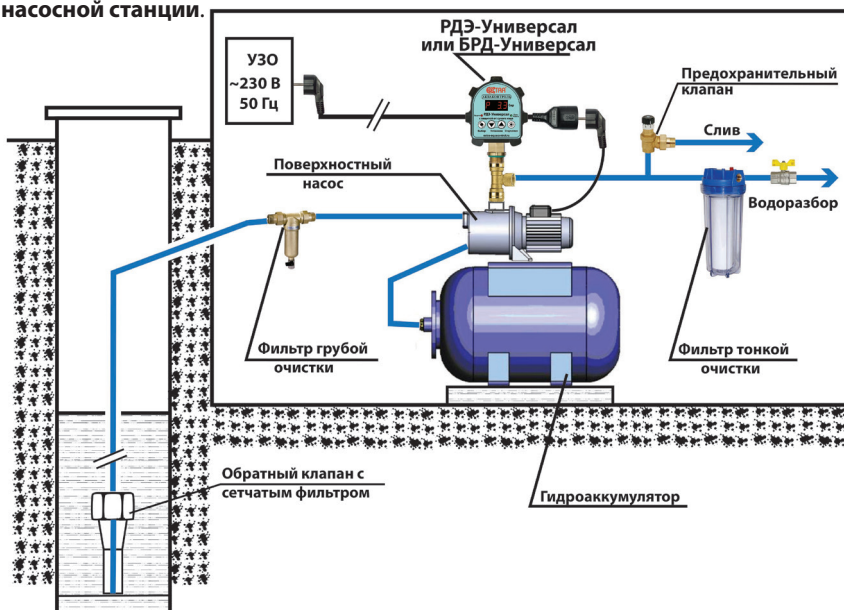 насосной станции.
РДЭ-Универсал
или БРД-Универсал
УЗО
~230 В
50 Гц
EXTRA
Предохранительный
клапан
Слив
Поверхностный
насос
Водоразбор
Фильтр грубой
очистки
Фильтр тонкой
очистки
Обратный клапан с
сетчатым фильтром
Гидроаккумулятор